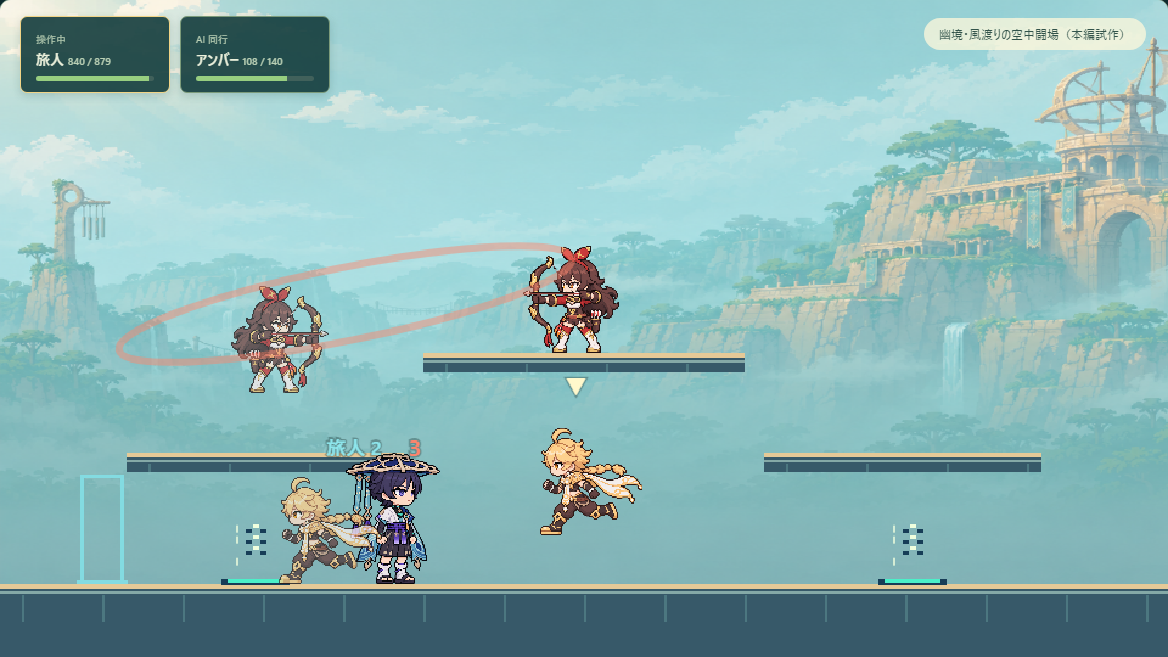 操作中
旅人 840 / 879
AI 同行
アンバー 108 / 140
幽境・風渡りの空中闘場（本編試作）
旅人 2 3